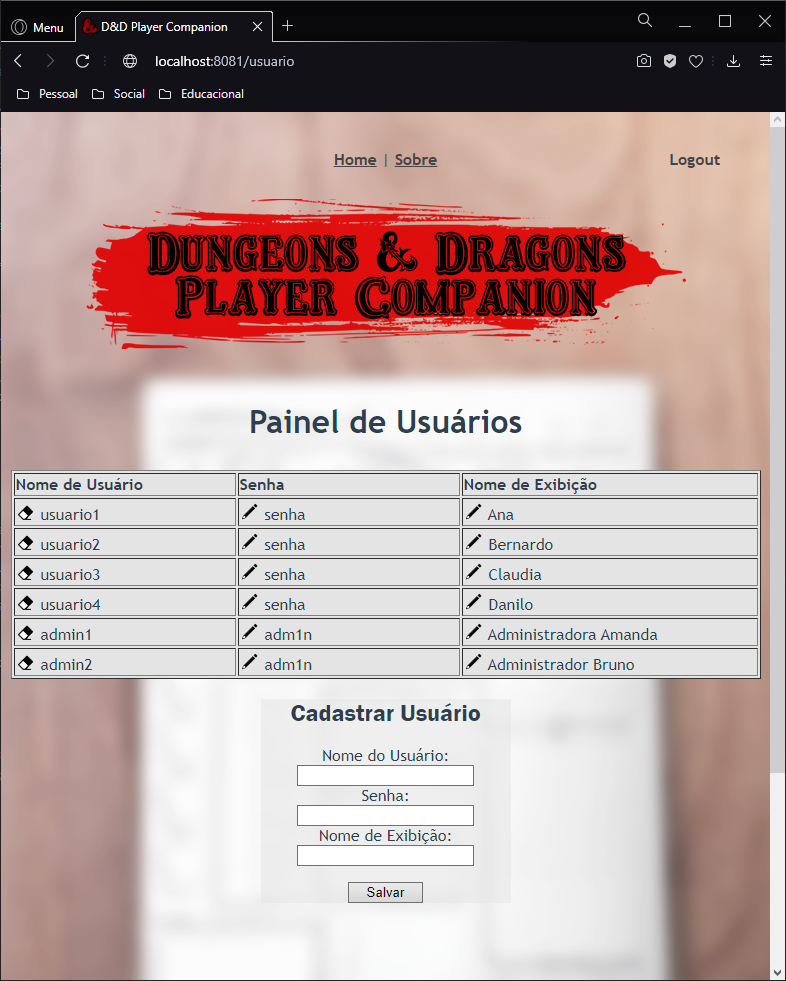 Menu D&D Player Companion
localhost:8081/usuario
Pessoal Social Educacional
Home | Sobre Logout
Dungeons & Dragons
Player Companion
Painel de Usuários
Nome de Usuário Senha Nome de Exibição
usuario1 senha Ana
usuario2 senha Bernardo
usuario3 senha Claudia
usuario4 senha Danilo
admin1 adm1n Administradora Amanda
admin2 adm1n Administrador Bruno
Cadastrar Usuário
Nome do Usuário:
Senha:
Nome de Exibição:
Salvar